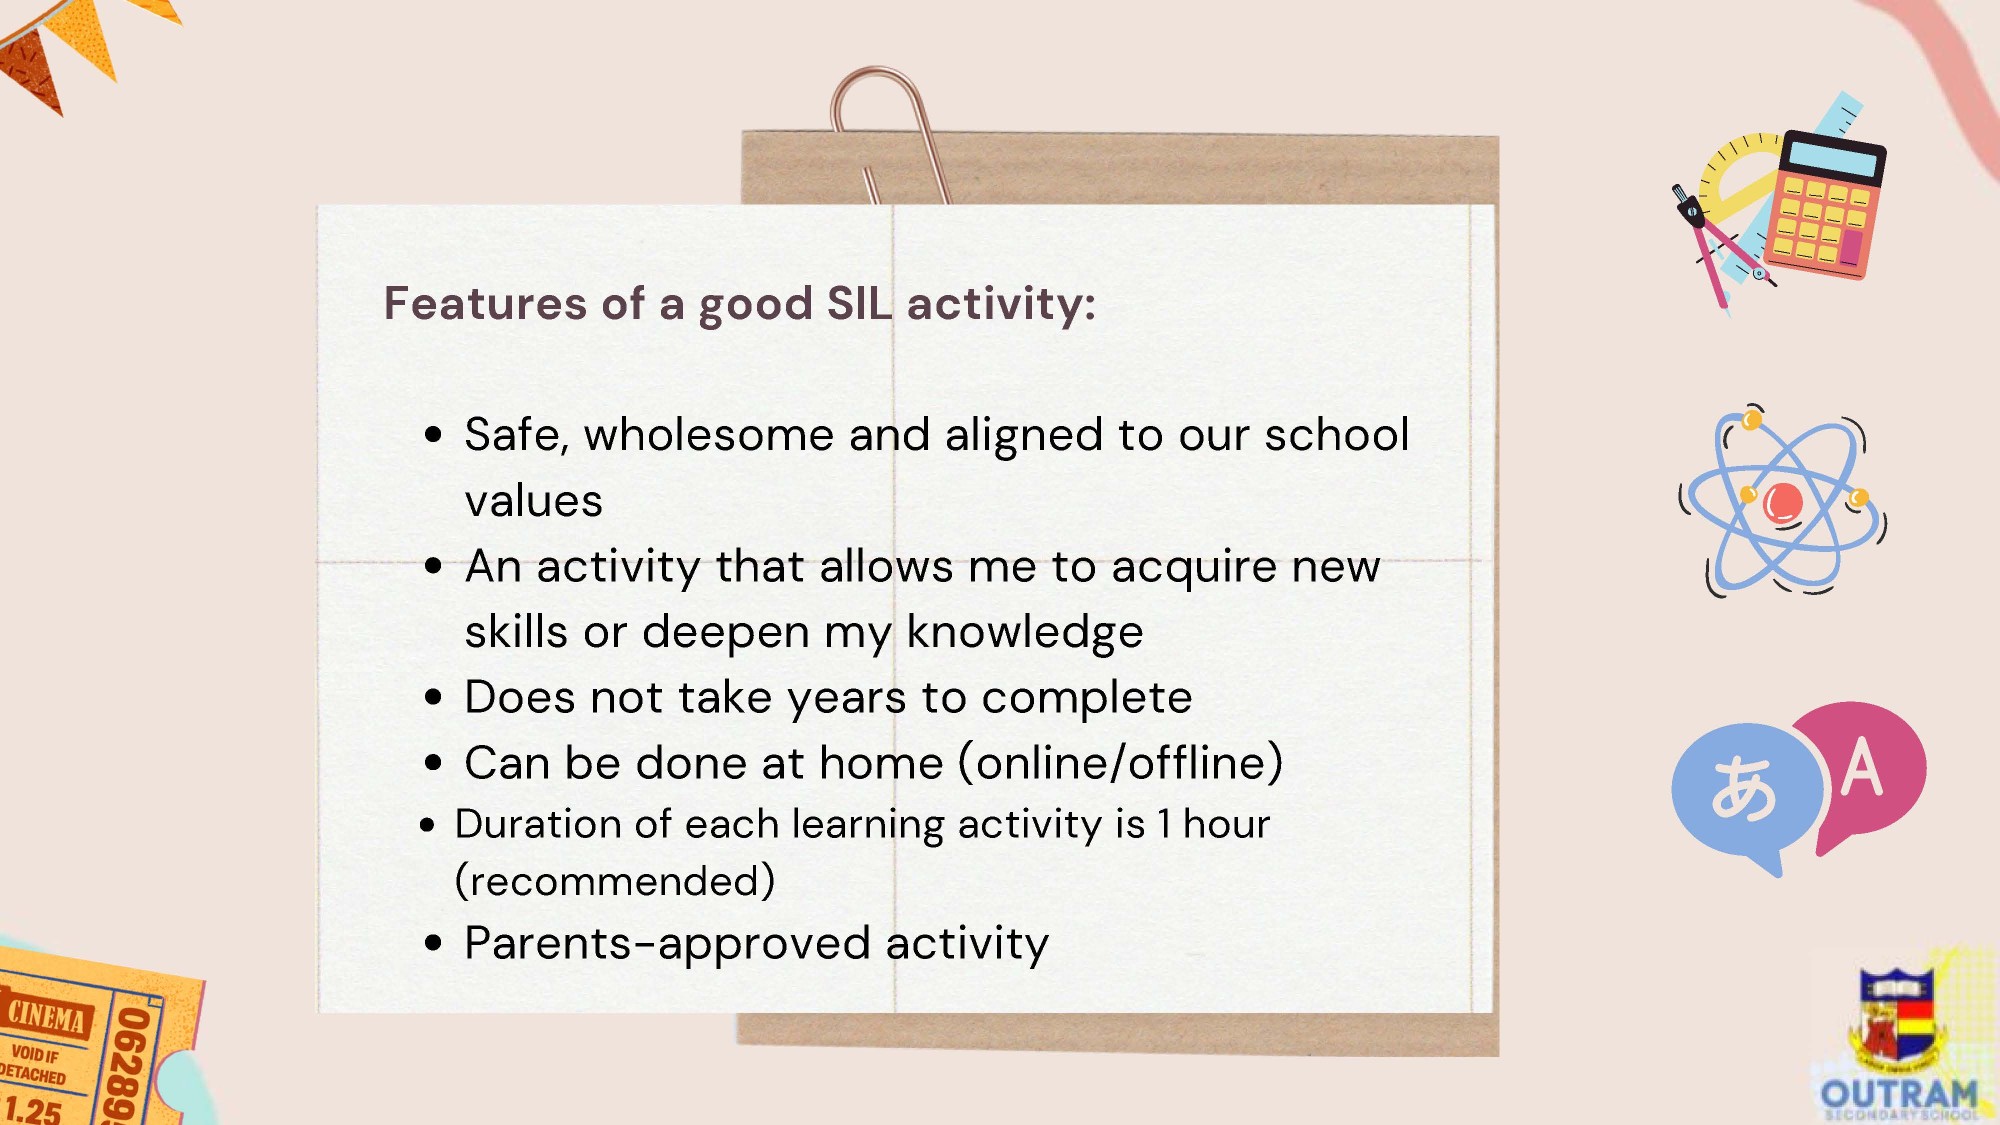 Features of a good SIL activity:
• Safe, wholesome and aligned to our school
values
• An activity that allows me to acquire new
skills or deepen my knowledge
• Does not take years to complete
• Can be done at home (online/offline)
• Duration of each learning activity is 1 hour
(recommended)
• Parents-approved activity
あ
A
CINEMA
VOID IF
DETACHED
1.25
OUTRAM
SECONDARY SCHOOL